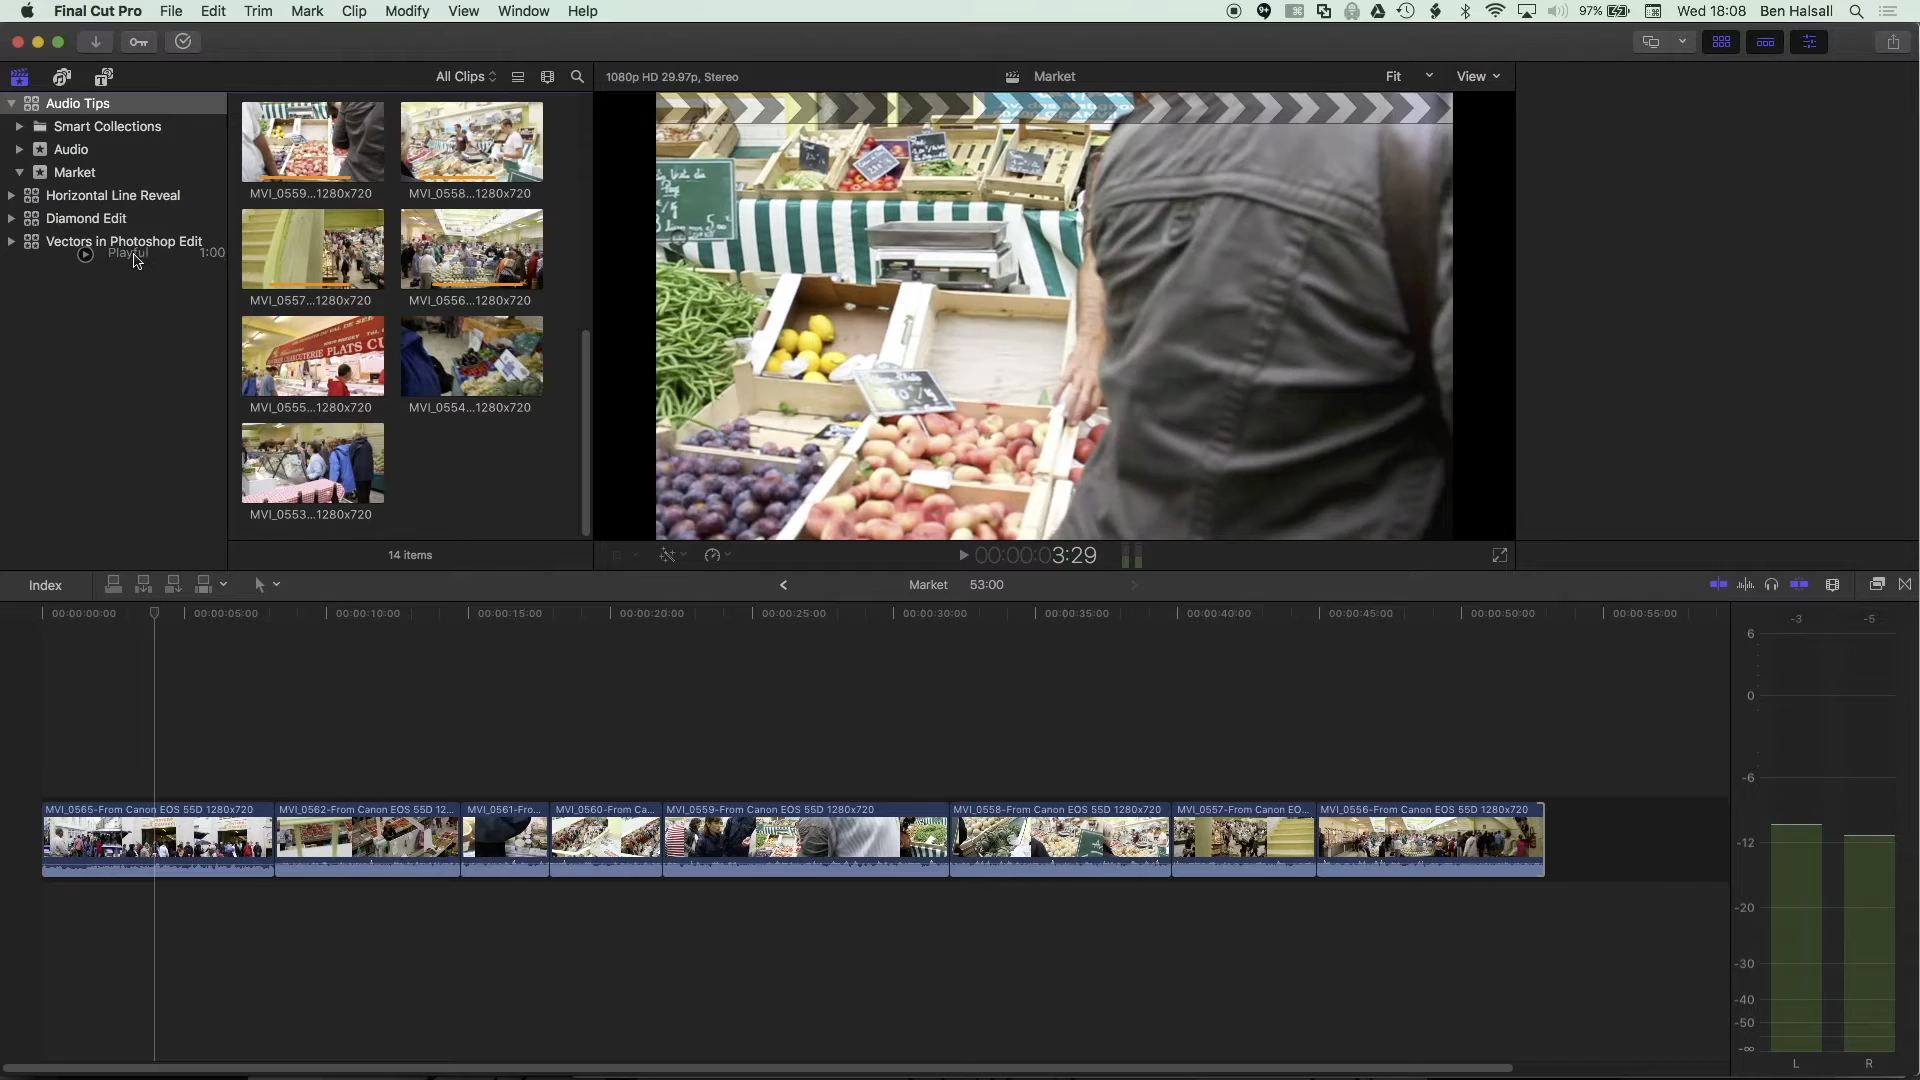 Final Cut Pro File Edit Trim Mark Clip Modify View Window Help 97% Wed 18:08 Ben Halsall
All Clips 1080p HD 29.97p, Stereo Market Fit View
Audio Tips
Smart Collections
Audio
Market
Horizontal Line Reveal
Diamond Edit
Vectors in Photoshop Edit
Playful 1:00
MVI_0559...1280x720 MVI_0558...1280x720
MVI_0557...1280x720 MVI_0556...1280x720
MVI_0555...1280x720 MVI_0554...1280x720
MVI_0553...1280x720
14 items
PLATS CU
00:00:03:29
Index Market 53:00
00:00:00:00 00:00:05:00 00:00:10:00 00:00:15:00 00:00:20:00 00:00:25:00 00:00:30:00 00:00:35:00 00:00:40:00 00:00:45:00 00:00:50:00 00:00:55:00
-3 -5
6
0
-6
-12
-20
-30
-40
-50
-∞
L R
MVI_0565-From Canon EOS 55D 1280x720 MVI_0562-From Canon EOS 55D 12... MVI_0561-Fro... MVI_0560-From Ca... MVI_0559-From Canon EOS 55D 1280x720 MVI_0558-From Canon EOS 55D 1280x720 MVI_0557-From Canon EO... MVI_0556-From Canon EOS 55D 1280x720